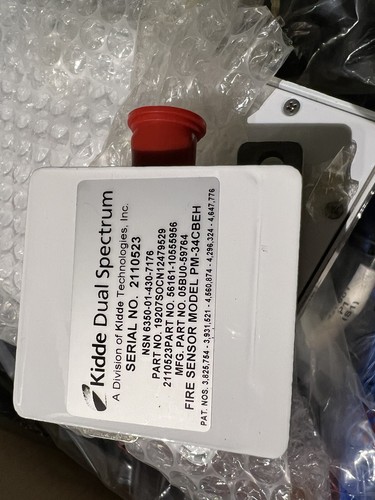 Kidde Dual Spectrum
A Division of Kidde Technologies, Inc.
SERIAL NO. 2110523
NSN 6350-01-430-7176
PART NO. 19207SOCN12479529
2110523PART NO. 56161-10555956
MFG. PART NO. 05BU0-59764
FIRE SENSOR MODEL PM-34CBEH
PAT. NOS. 3,825,754 - 3,931,521 - 4,560,874 - 4,296,324 - 4,647,776